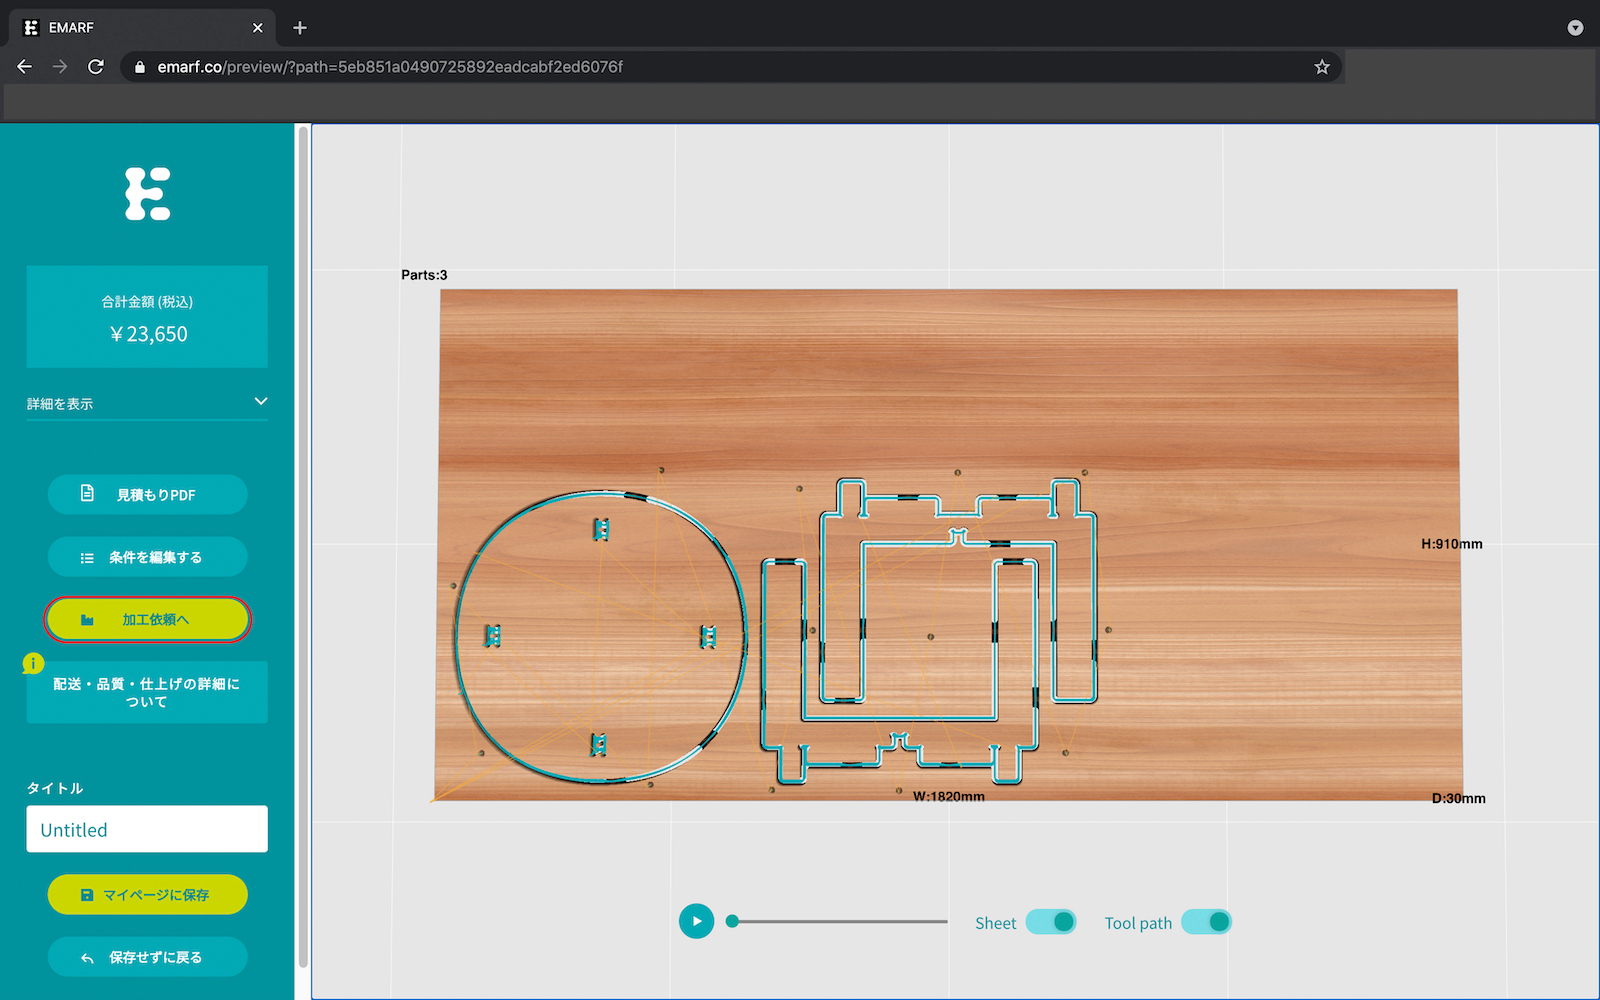 EMARF
emarf.co/preview/?path=5eb851a0490725892eadcabf2ed6076f
合計金額 (税込)
￥23,650
詳細を表示
見積もりPDF
条件を編集する
加工依頼へ
i
配送・品質・仕上げの詳細に
ついて
タイトル
Untitled
マイページに保存
保存せずに戻る
Parts:3
H:910mm
W:1820mm
D:30mm
Sheet
Tool path